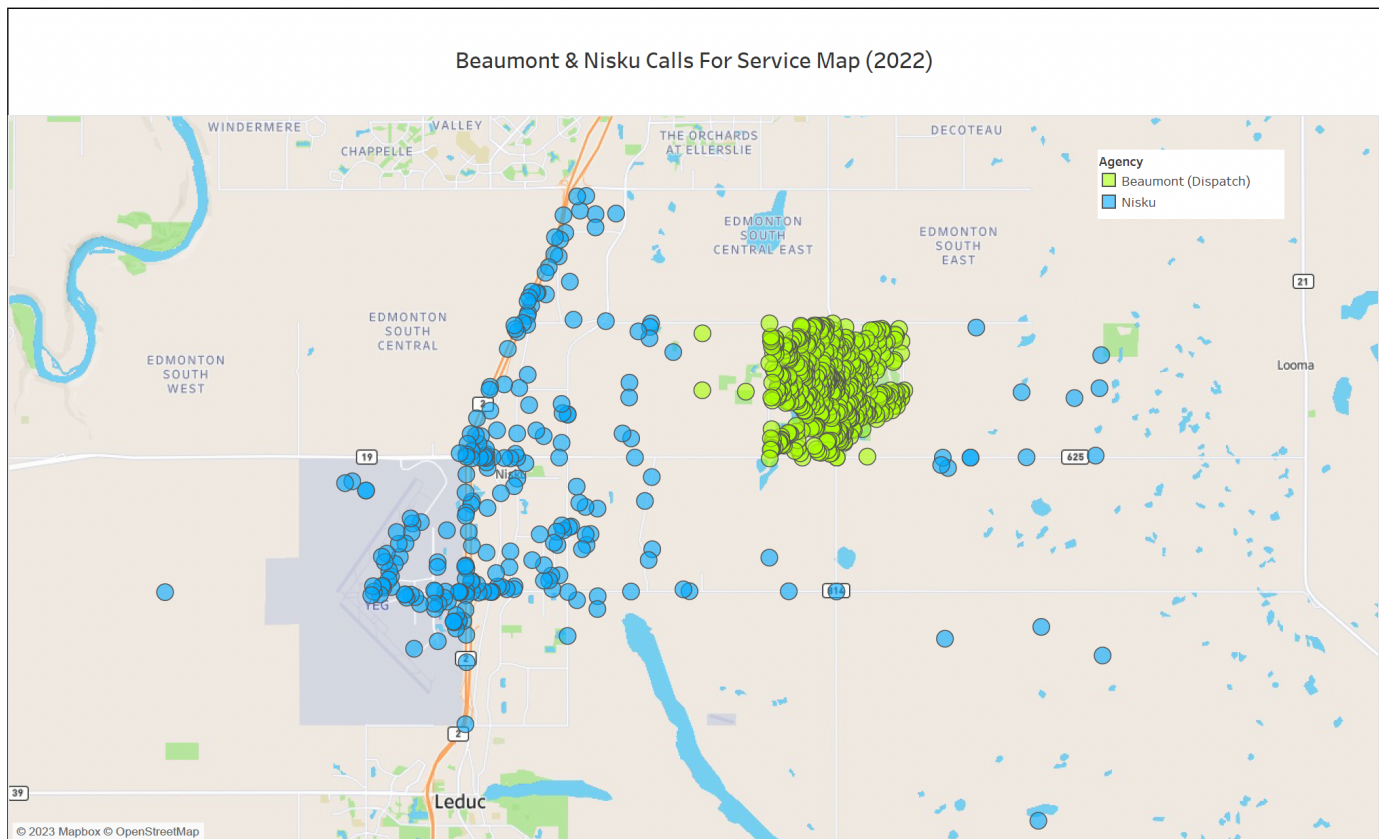 Beaumont & Nisku Calls For Service Map (2022)
WINDERMERE
VALLEY
CHAPPELLE
THE ORCHARDS
AT ELLERSLIE
DECOTEAU
Agency
Beaumont (Dispatch)
Nisku
EDMONTON
SOUTH
CENTRAL EAST
EDMONTON
SOUTH
EAST
21
EDMONTON
SOUTH
CENTRAL
EDMONTON
SOUTH
WEST
Looma
2
19
625
YEG
814
2
2
39
Leduc
© 2023 Mapbox © OpenStreetMap